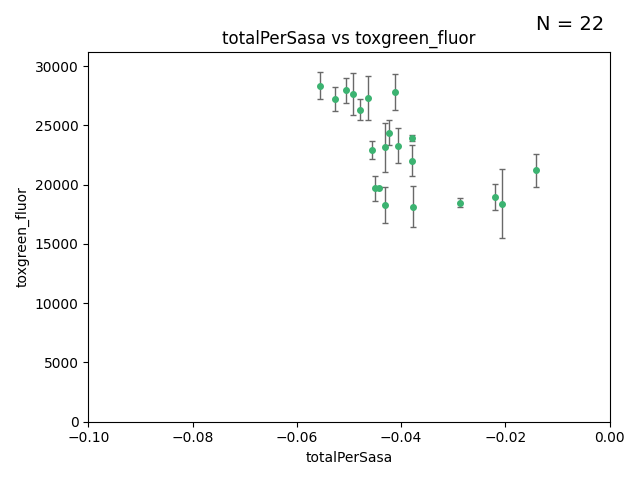 N = 22
totalPerSasa vs toxgreen_fluor
30000
25000
20000
15000
10000
5000
0
toxgreen_fluor
−0.10 −0.08 −0.06 −0.04 −0.02 0.00
totalPerSasa